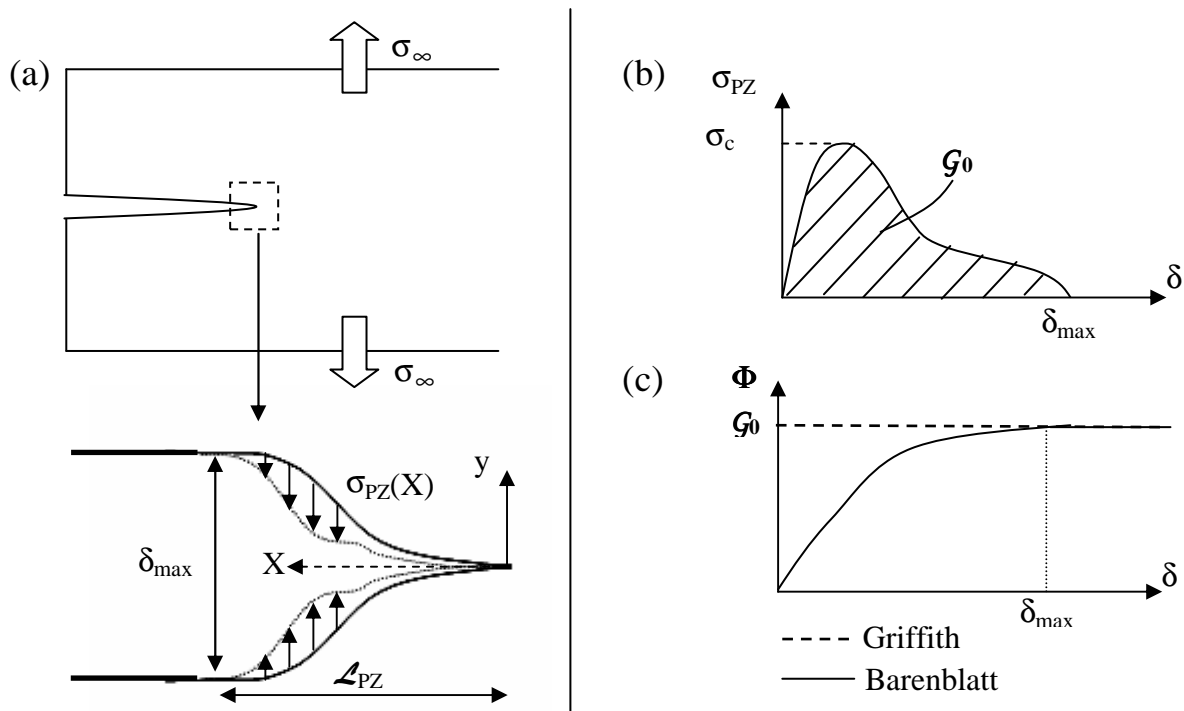 (a)
σ∞
σ∞
δmax
σPZ(X)
y
X
ℒPZ
(b)
σPZ
σc
𝒢0
δ
δmax
(c)
Φ
𝒢0
δ
δmax
Griffith
Barenblatt